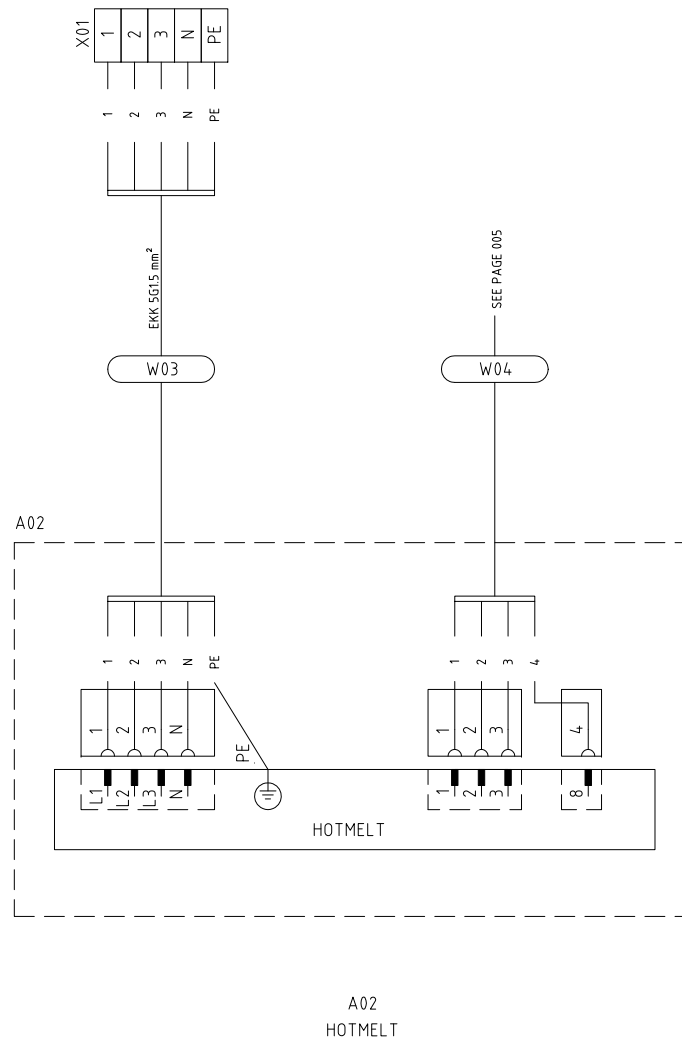 X01
1 2 3 N PE
1 2 3 N PE
EKK 5G1.5 mm²
SEE PAGE 005
W03 W04
A02
1 2 3 N PE 1 2 3 4
1 2 3 N 1 2 3 4
PE
L1 L2 L3 N 1 2 3 8
HOTMELT
A02
HOTMELT